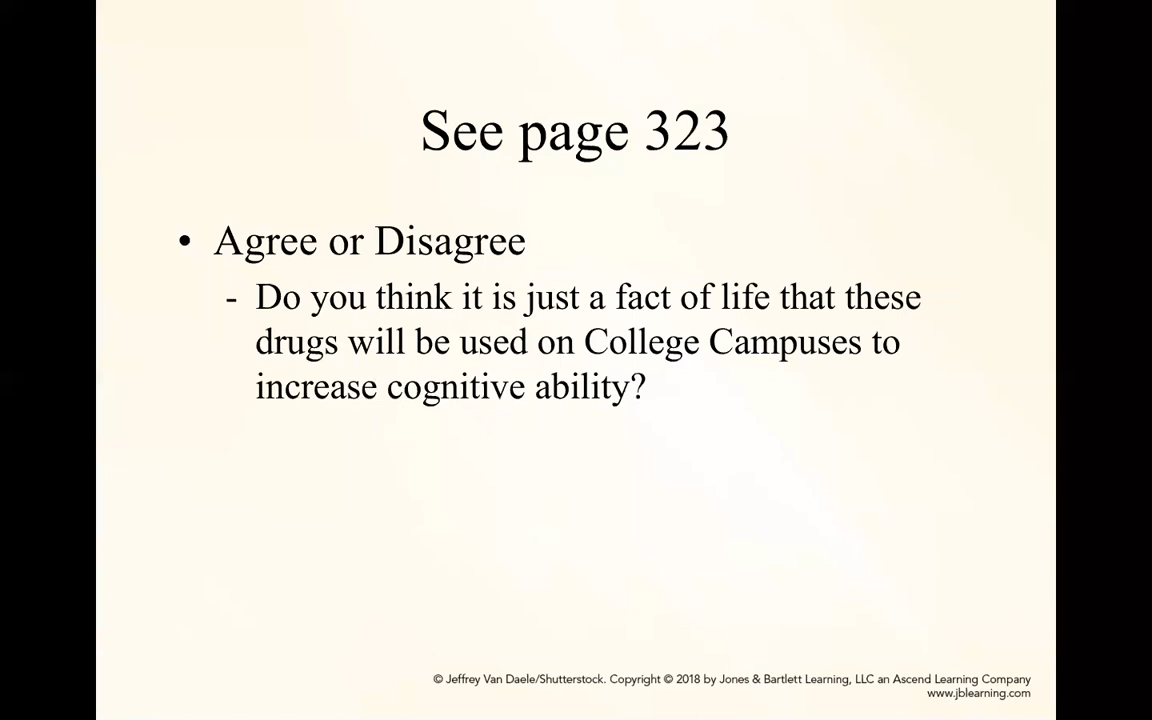 See page 323
• Agree or Disagree
- Do you think it is just a fact of life that these
drugs will be used on College Campuses to
increase cognitive ability?
© Jeffrey Van Daele/Shutterstock. Copyright © 2018 by Jones & Bartlett Learning, LLC an Ascend Learning Company
www.jblearning.com